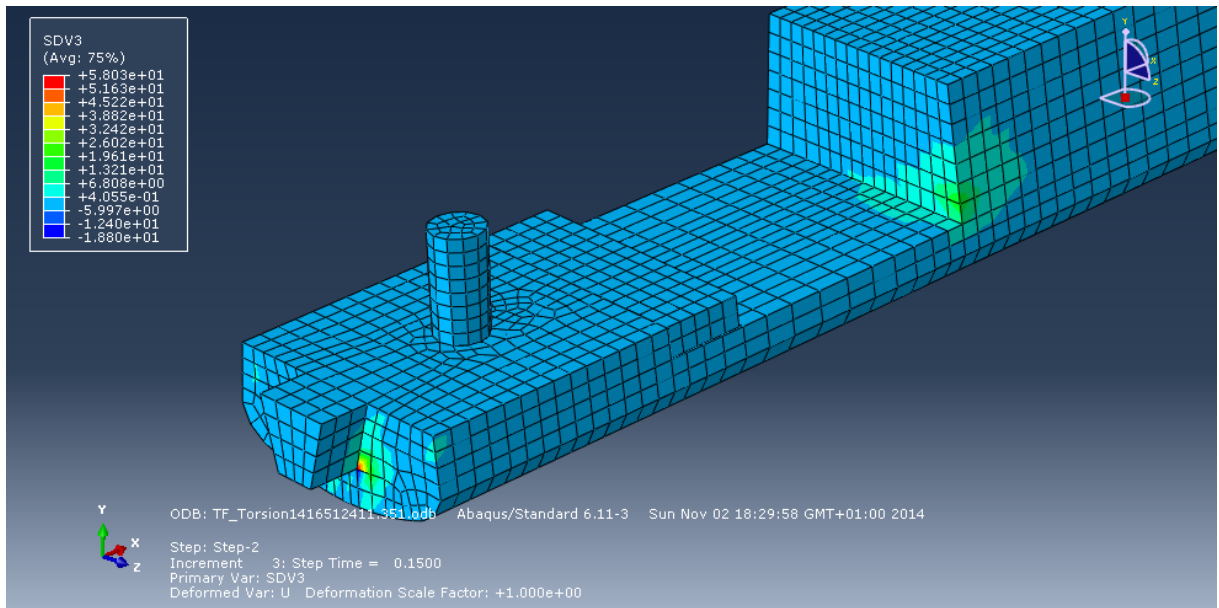 SDV3
(Avg: 75%)
+5.803e+01
+5.163e+01
+4.522e+01
+3.882e+01
+3.242e+01
+2.602e+01
+1.961e+01
+1.321e+01
+6.808e+00
+4.055e-01
-5.997e+00
-1.240e+01
-1.880e+01
Y
X
Z
Y
X
Z
ODB: TF_Torsion1416512411.351.odb Abaqus/Standard 6.11-3 Sun Nov 02 18:29:58 GMT+01:00 2014
Step: Step-2
Increment 3: Step Time = 0.1500
Primary Var: SDV3
Deformed Var: U Deformation Scale Factor: +1.000e+00